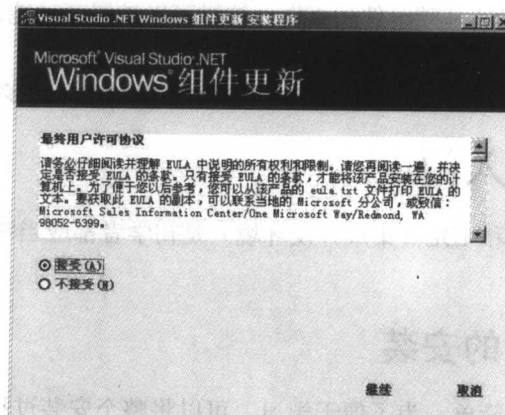 Visual Studio .NET Windows 组件更新 安装程序
Microsoft® Visual Studio®.NET
Windows® 组件更新
最终用户许可协议
请务必仔细阅读并理解 EULA 中说明的所有权利和限制。请您再阅读一遍，并决
定是否接受 EULA 的条款。只有接受 EULA 的条款，才能将该产品安装在您的计
算机上。为了便于您以后参考，您可以从该产品的 eula.txt 文件打印 EULA 的
文本。要获取此 EULA 的副本，可以联系当地的 Microsoft 分公司，或致信：
Microsoft Sales Information Center/One Microsoft Way/Redmond, WA
98052-6399。
接受(A)
不接受(N)
继续
取消